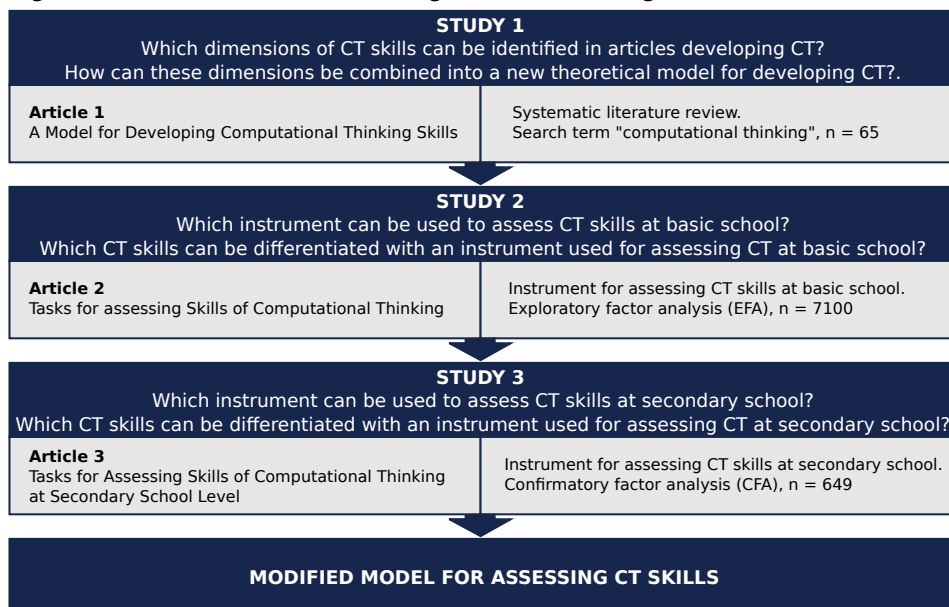 STUDY 1
Which dimensions of CT skills can be identified in articles developing CT?
How can these dimensions be combined into a new theoretical model for developing CT?.
Article 1
A Model for Developing Computational Thinking Skills
Systematic literature review.
Search term "computational thinking", n = 65
STUDY 2
Which instrument can be used to assess CT skills at basic school?
Which CT skills can be differentiated with an instrument used for assessing CT at basic school?
Article 2
Tasks for assessing Skills of Computational Thinking
Instrument for assessing CT skills at basic school.
Exploratory factor analysis (EFA), n = 7100
STUDY 3
Which instrument can be used to assess CT skills at secondary school?
Which CT skills can be differentiated with an instrument used for assessing CT at secondary school?
Article 3
Tasks for Assessing Skills of Computational Thinking
at Secondary School Level
Instrument for assessing CT skills at secondary school.
Confirmatory factor analysis (CFA), n = 649
MODIFIED MODEL FOR ASSESSING CT SKILLS